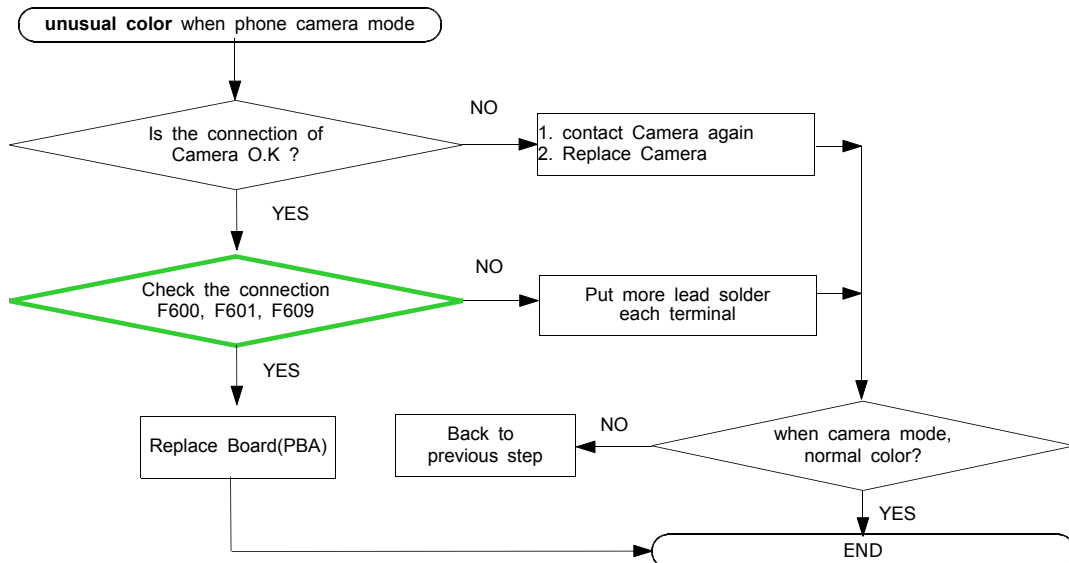 unusual color when phone camera mode
Is the connection of
Camera O.K ?
NO
1. contact Camera again
2. Replace Camera
YES
Check the connection
F600, F601, F609
NO
Put more lead solder
each terminal
YES
Replace Board(PBA)
Back to
previous step
NO
when camera mode,
normal color?
YES
END